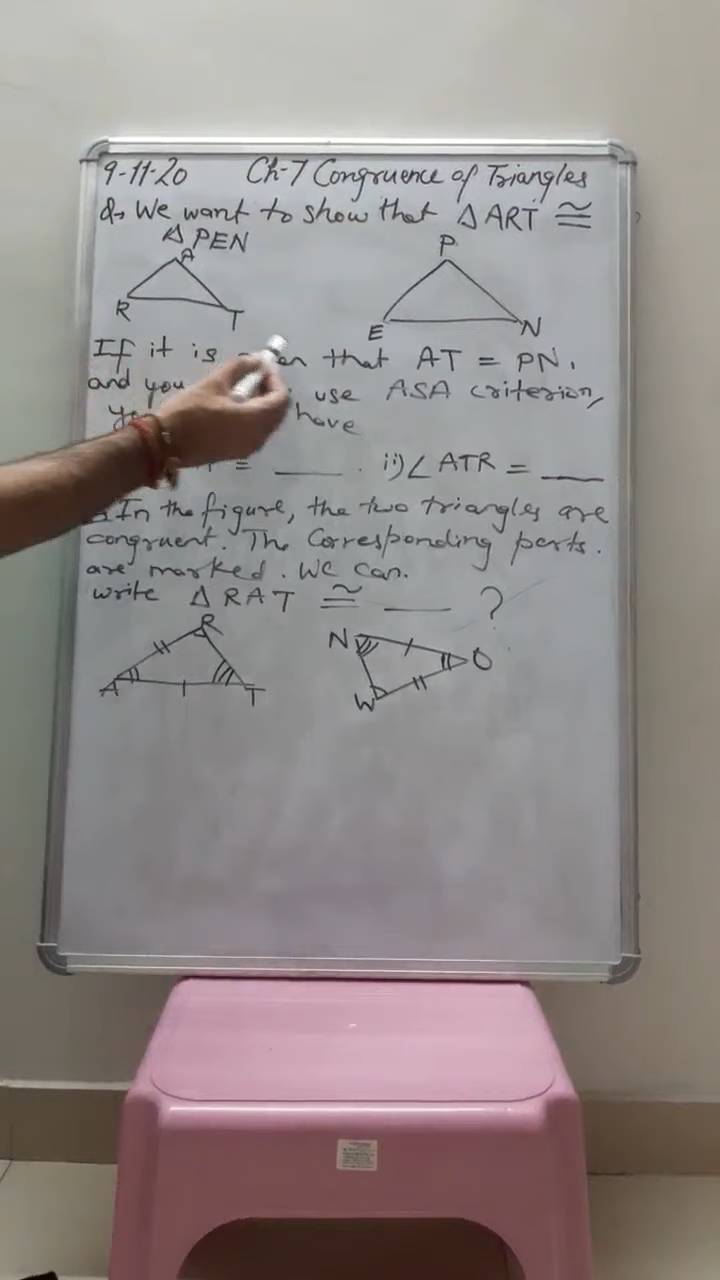 9-11-20 Ch-7 Congruence of Triangles
Q. We want to show that Δ ART ≅
Δ PEN
A
R
T
P
E
N
If it is that AT = PN,
and you use ASA criterion,
have
T = ____. ii) ∠ ATR = ____
In the figure, the two triangles are
congruent. The Corresponding parts.
are marked. We can.
write Δ RAT ≅ ____ ?
R
A
T
N
O
W